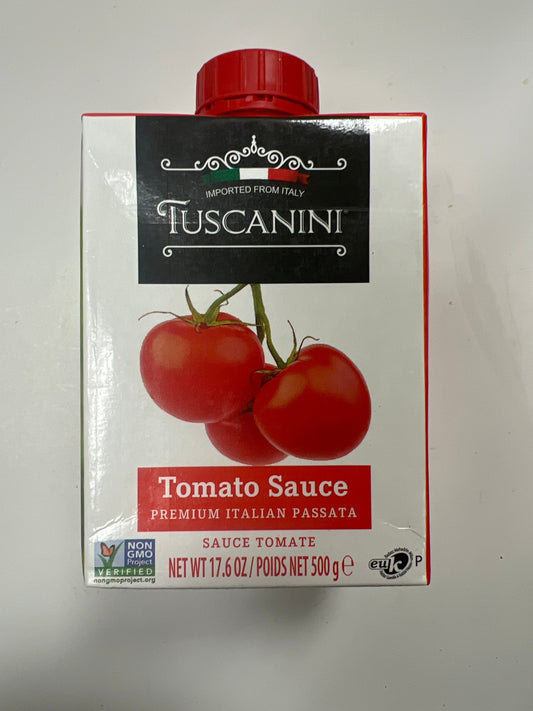 IMPORTED FROM ITALY
TUSCANINI
Tomato Sauce
PREMIUM ITALIAN PASSATA
SAUCE TOMATE
NET WT 17.6 OZ / POIDS NET 500 g e
NON
GMO
Project
VERIFIED
nongmoproject.org
P